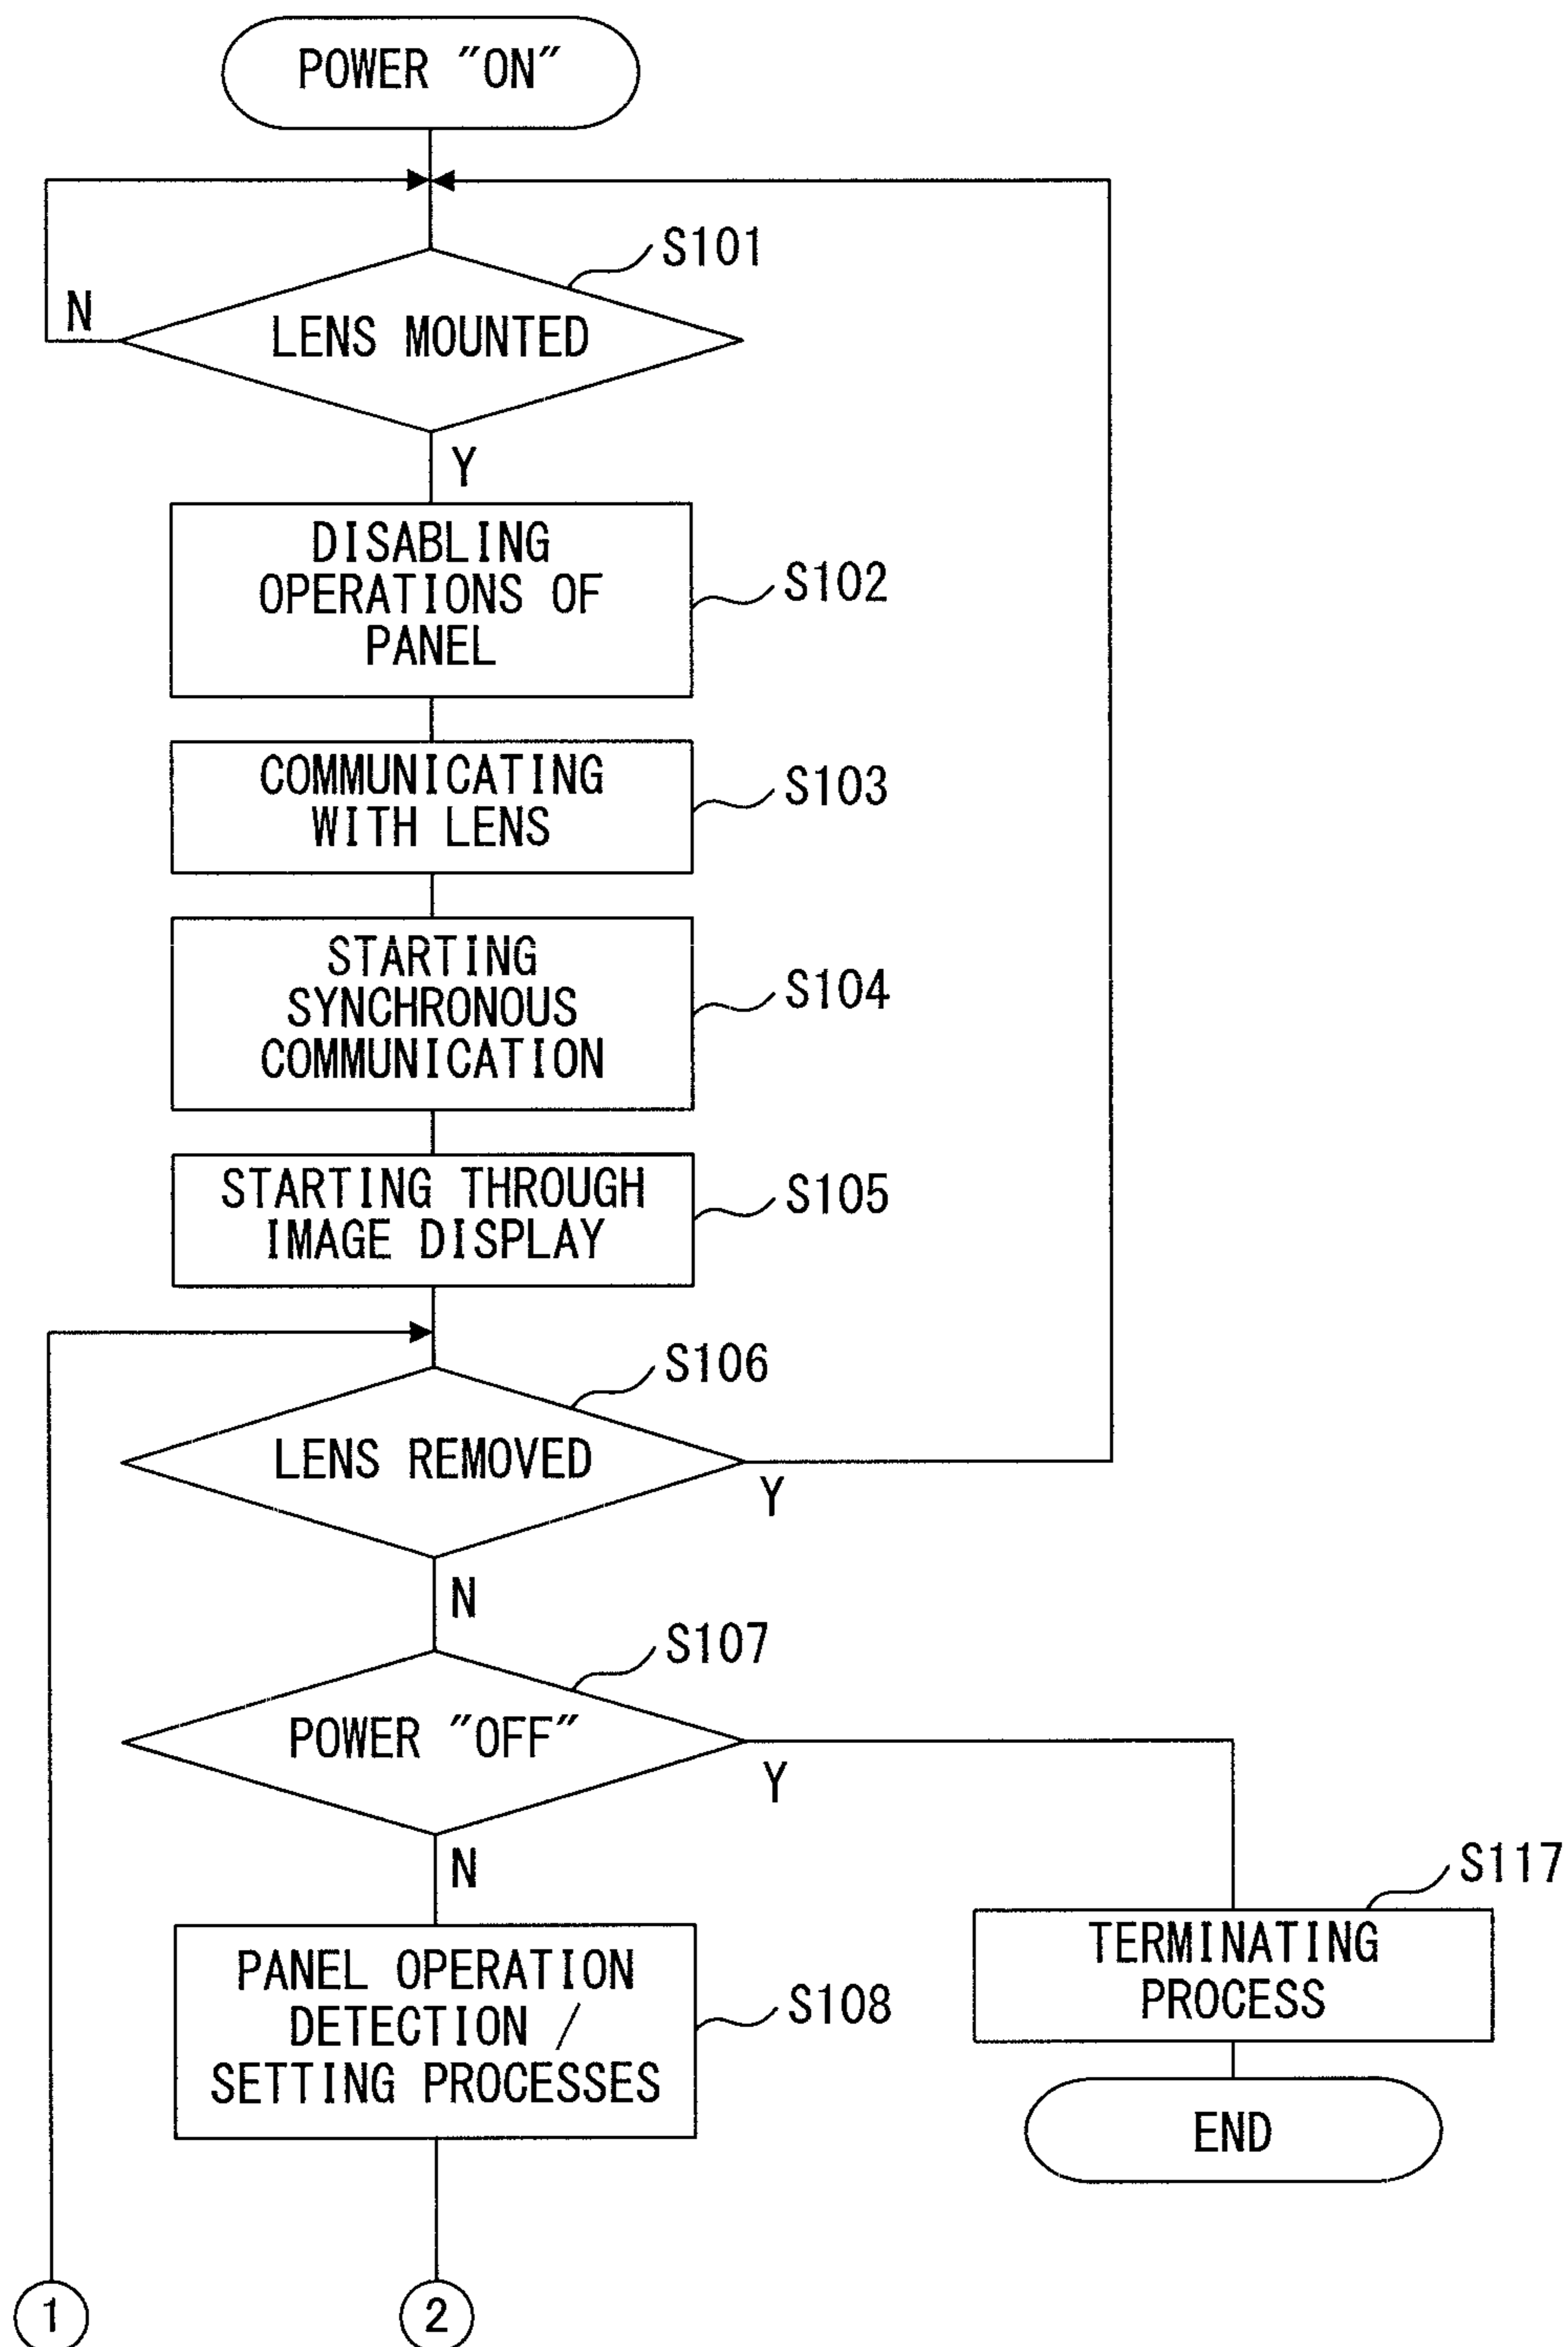 POWER "ON"
S101
N
LENS MOUNTED
Y
DISABLING
OPERATIONS OF
PANEL
S102
COMMUNICATING
WITH LENS
S103
STARTING
SYNCHRONOUS
COMMUNICATION
S104
STARTING THROUGH
IMAGE DISPLAY
S105
S106
LENS REMOVED
Y
N
S107
POWER "OFF"
Y
N
S117
PANEL OPERATION
DETECTION /
SETTING PROCESSES
S108
TERMINATING
PROCESS
END
1
2